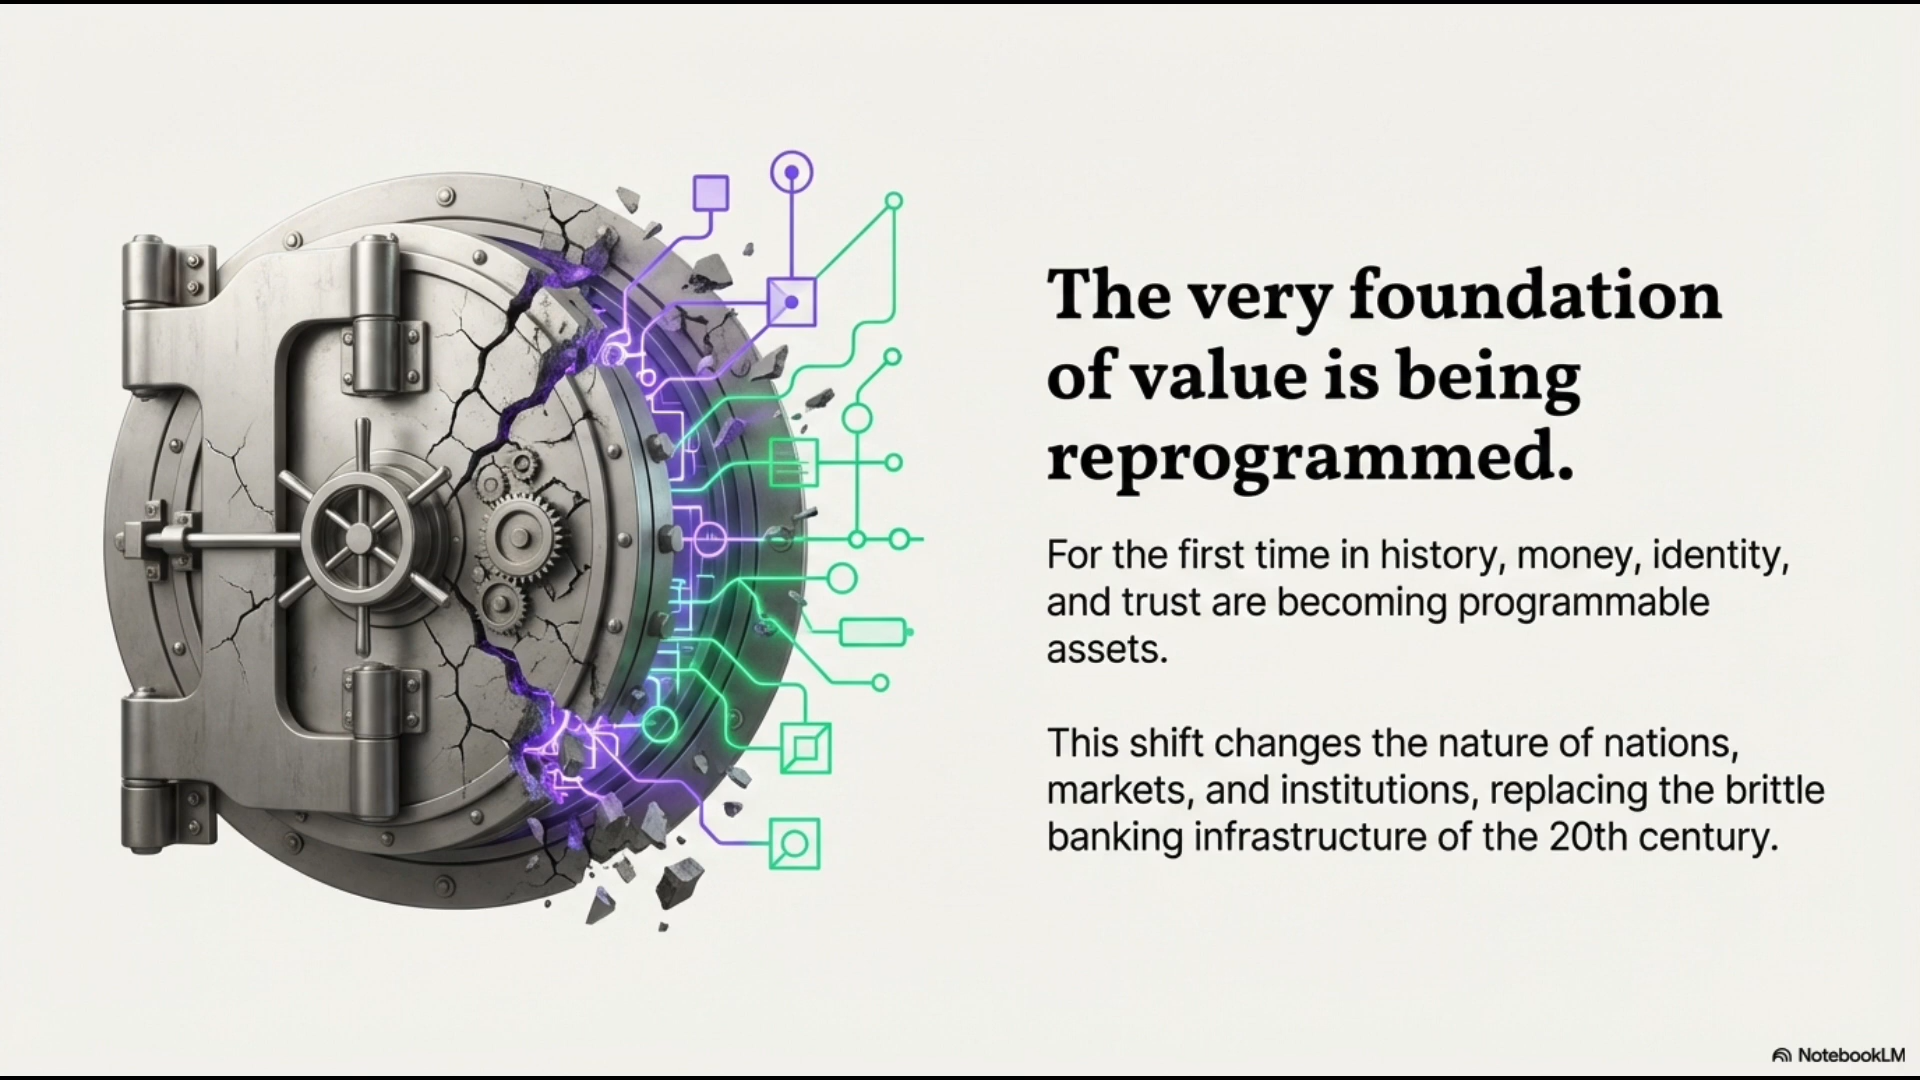 The very foundation
of value is being
reprogrammed.
For the first time in history, money, identity,
and trust are becoming programmable
assets.
This shift changes the nature of nations,
markets, and institutions, replacing the brittle
banking infrastructure of the 20th century.
NotebookLM